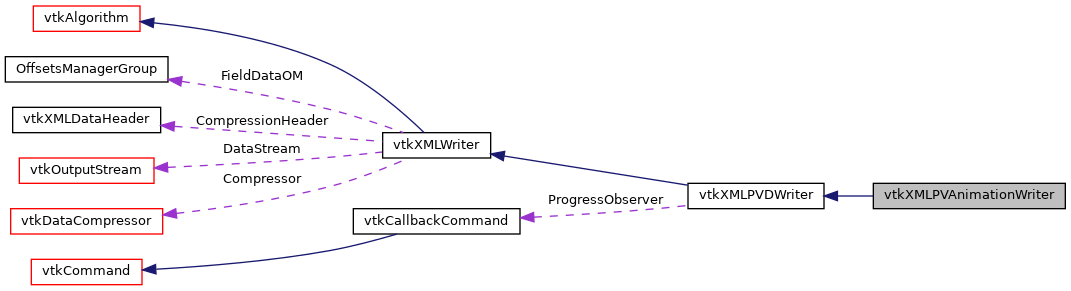 vtkAlgorithm
OffsetsManagerGroup
FieldDataOM
vtkXMLDataHeader
CompressionHeader
vtkXMLWriter
DataStream
vtkOutputStream
Compressor
vtkXMLPVDWriter
vtkXMLPVAnimationWriter
ProgressObserver
vtkDataCompressor
vtkCallbackCommand
vtkCommand